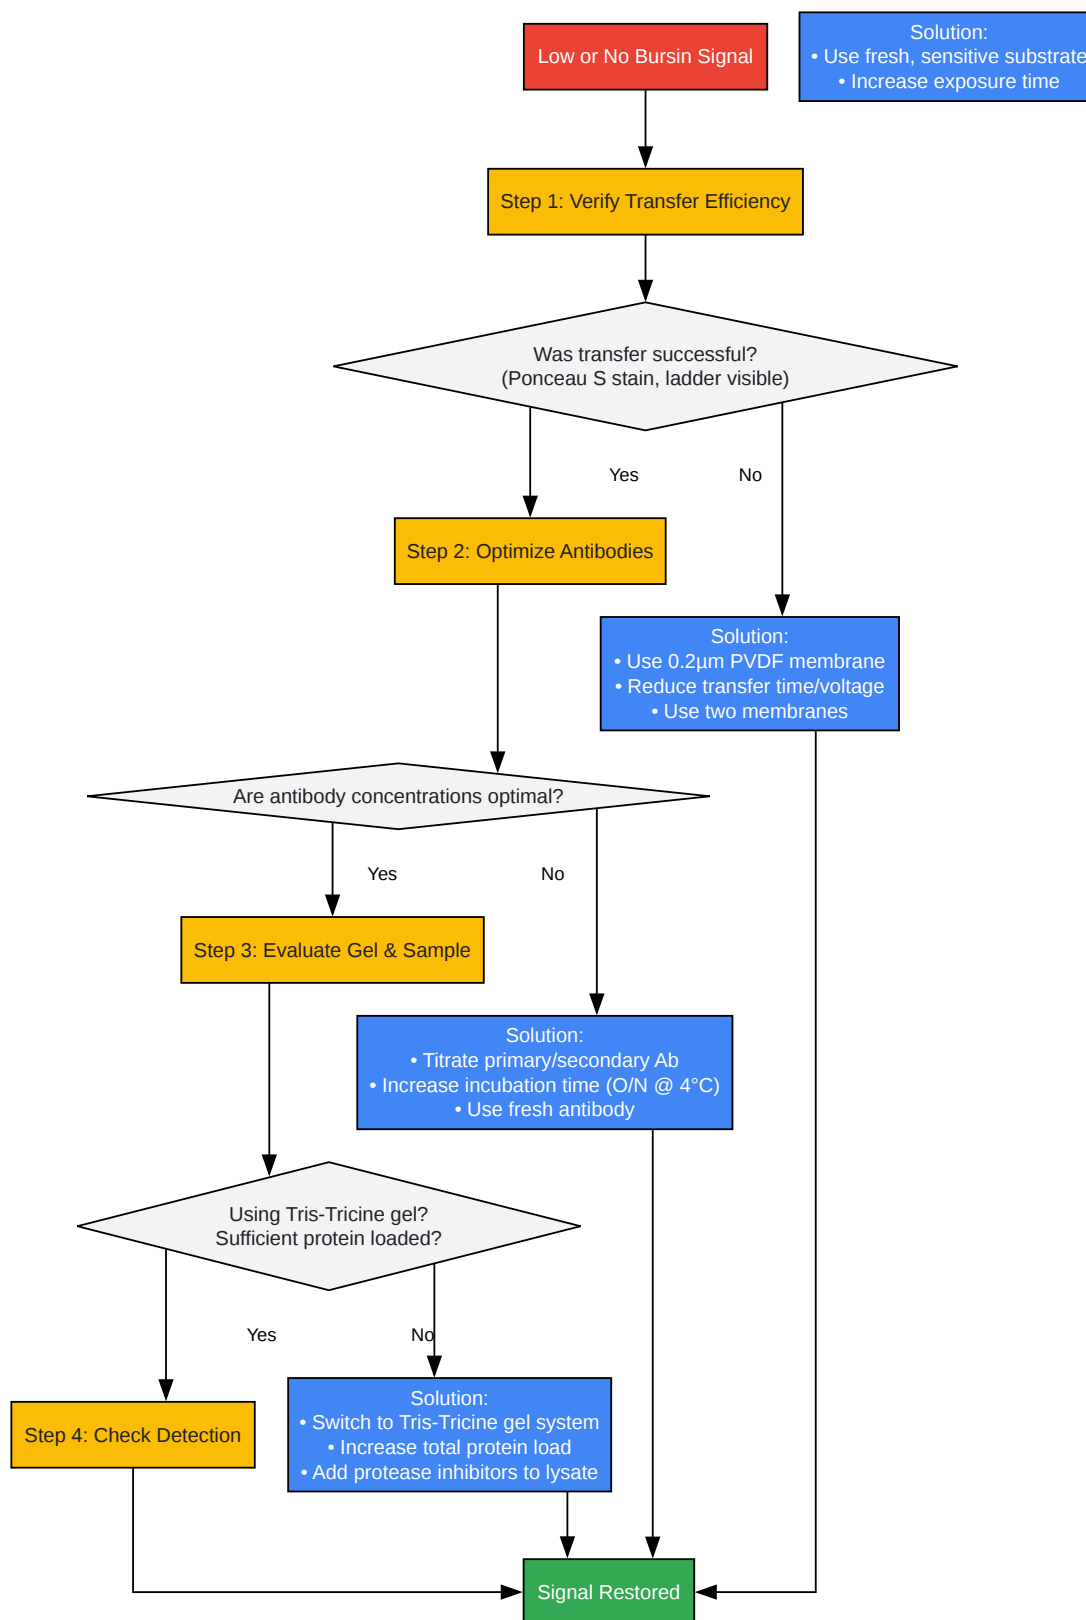 Low or No Bursin Signal
Solution:
• Use fresh, sensitive substrate
• Increase exposure time
Step 1: Verify Transfer Efficiency
Was transfer successful?
(Ponceau S stain, ladder visible)
Yes
No
Step 2: Optimize Antibodies
Solution:
• Use 0.2µm PVDF membrane
• Reduce transfer time/voltage
• Use two membranes
Are antibody concentrations optimal?
Yes
No
Step 3: Evaluate Gel & Sample
Solution:
• Titrate primary/secondary Ab
• Increase incubation time (O/N @ 4°C)
• Use fresh antibody
Using Tris-Tricine gel?
Sufficient protein loaded?
Yes
No
Step 4: Check Detection
Solution:
• Switch to Tris-Tricine gel system
• Increase total protein load
• Add protease inhibitors to lysate
Signal Restored